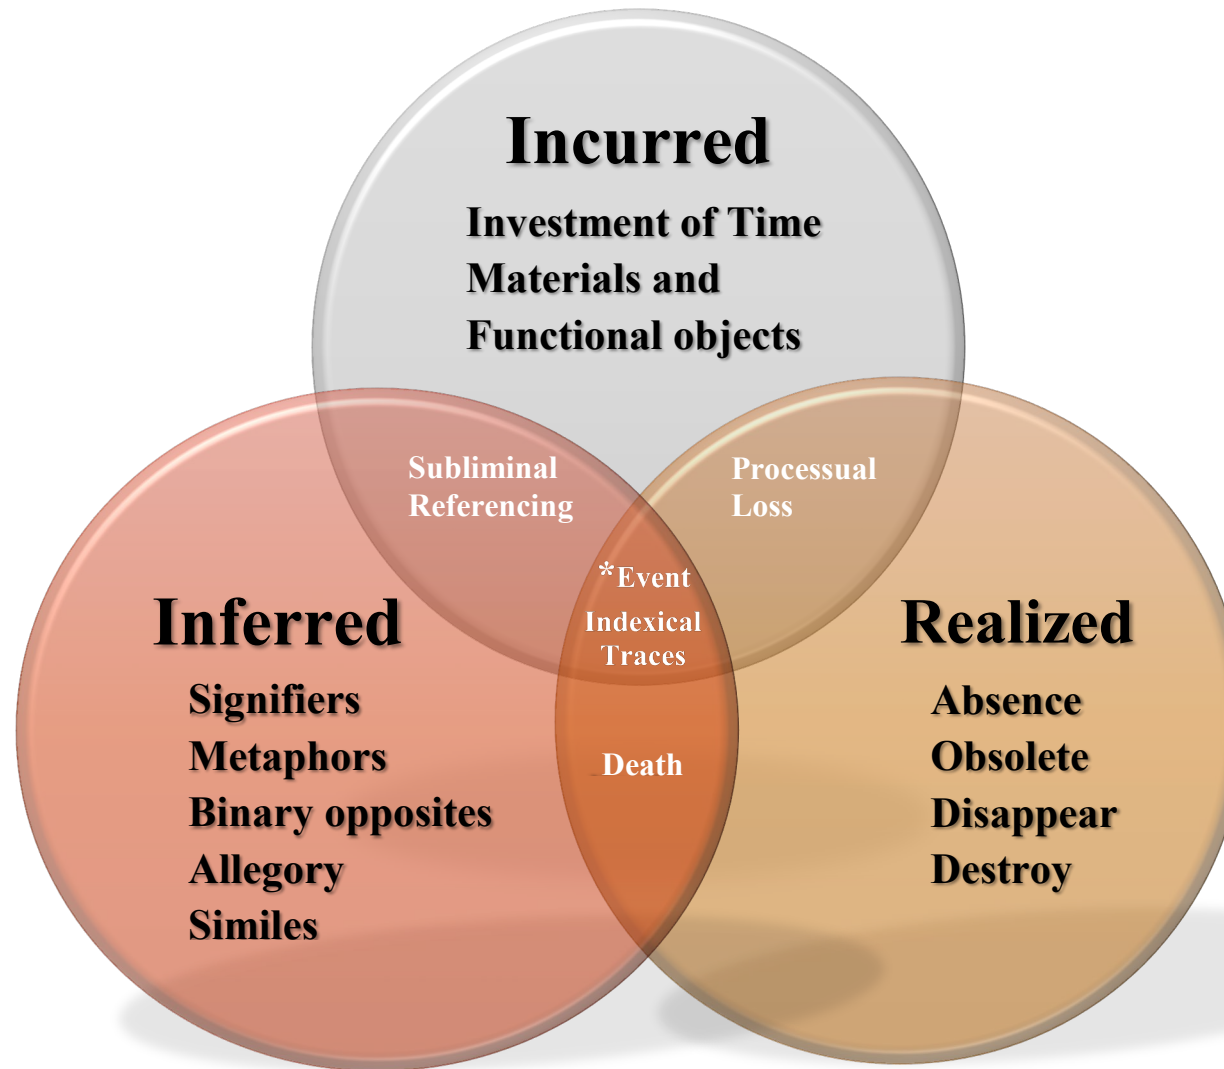 Incurred
Investment of Time
Materials and
Functional objects
Subliminal
Referencing
Processual
Loss
*Event
Indexical
Traces
Death
Inferred
Signifiers
Metaphors
Binary opposites
Allegory
Similes
Realized
Absence
Obsolete
Disappear
Destroy